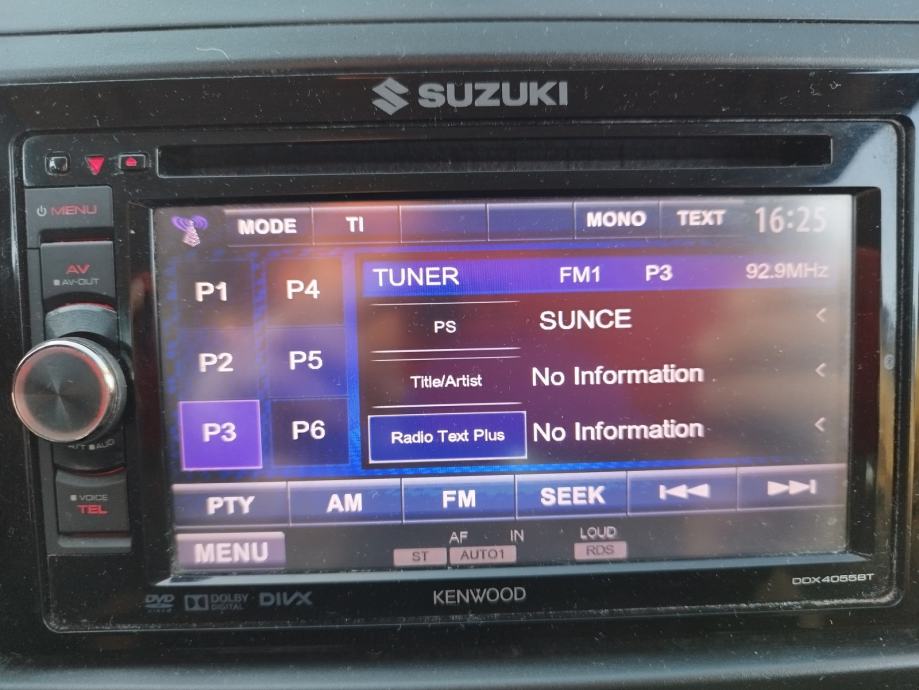 SUZUKI
MENU
MODE TI MONO TEXT 16:25
AV
AV-OUT
P1 P4
P2 P5
P3 P6
TUNER FM1 P3 92.9MHz
PS SUNCE
Title/Artist No Information
Radio Text Plus No Information
VOICE
TEL
PTY AM FM SEEK
MENU
AF IN LOUD
ST AUTO1 RDS
DVD VIDEO DOLBY DIGITAL DIVX
KENWOOD
DDX4055BT